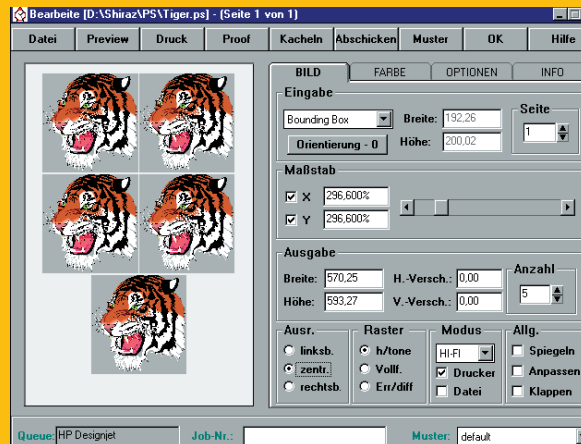 Bearbeite [D:\Shiraz\PS\Tiger.ps] - (Seite 1 von 1)
Datei Preview Druck Proof Kacheln Abschicken Muster OK Hilfe
BILD FARBE OPTIONEN INFO
Eingabe
Bounding Box Breite: 192,26 Seite 1
Orientierung - 0 Höhe: 200,02
Maßstab
X 296,600%
Y 296,600%
Ausgabe
Breite: 570,25 H.-Versch.: 0,00 Anzahl
Höhe: 593,27 V.-Versch.: 0,00 5
Ausr. Raster Modus Allg.
linksb. h/tone HI-FI Spiegeln
zentr. Vollf. Drucker Anpassen
rechtsb. Err/diff Datei Klappen
Queue: HP Designjet Job-Nr.: Muster: default